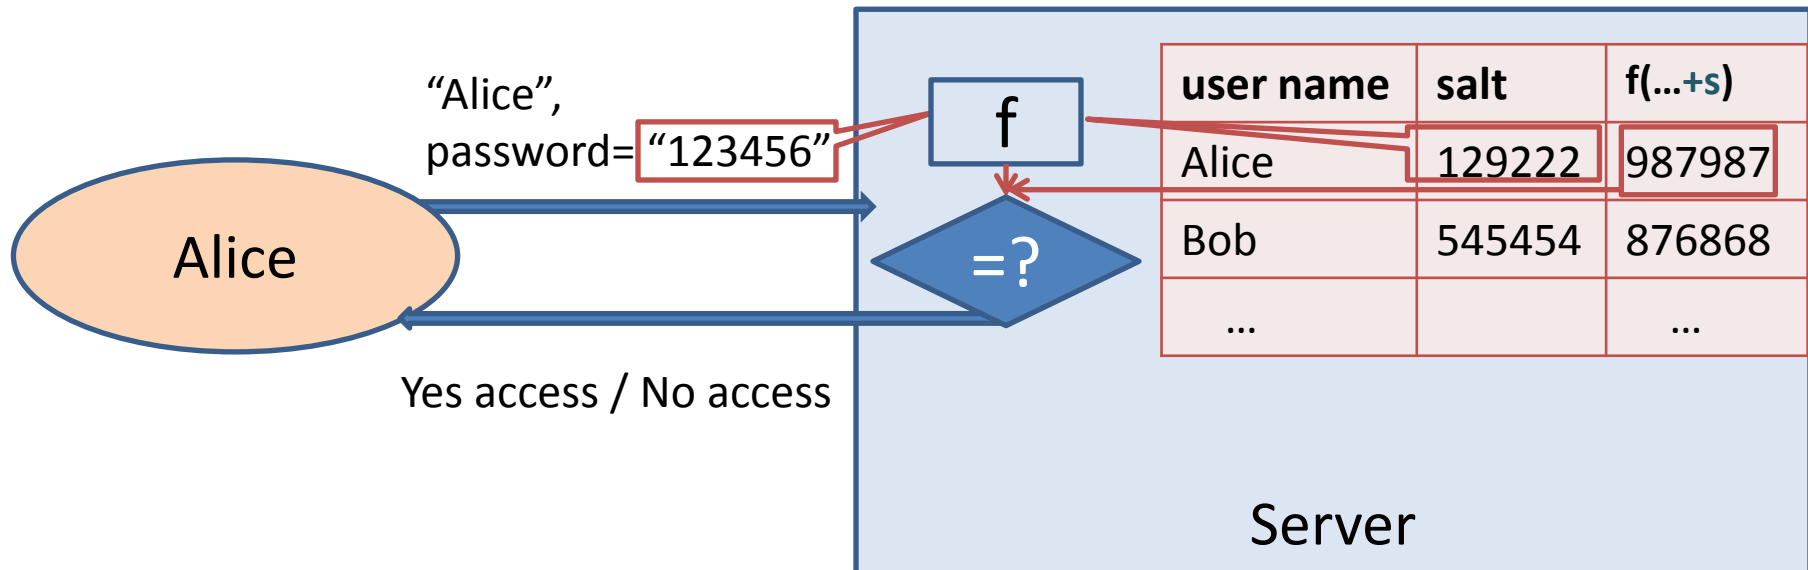 “Alice”,
password= “123456”
Alice
Yes access / No access
f
=?
user name salt f(…+s)
Alice 129222 987987
Bob 545454 876868
… …
Server